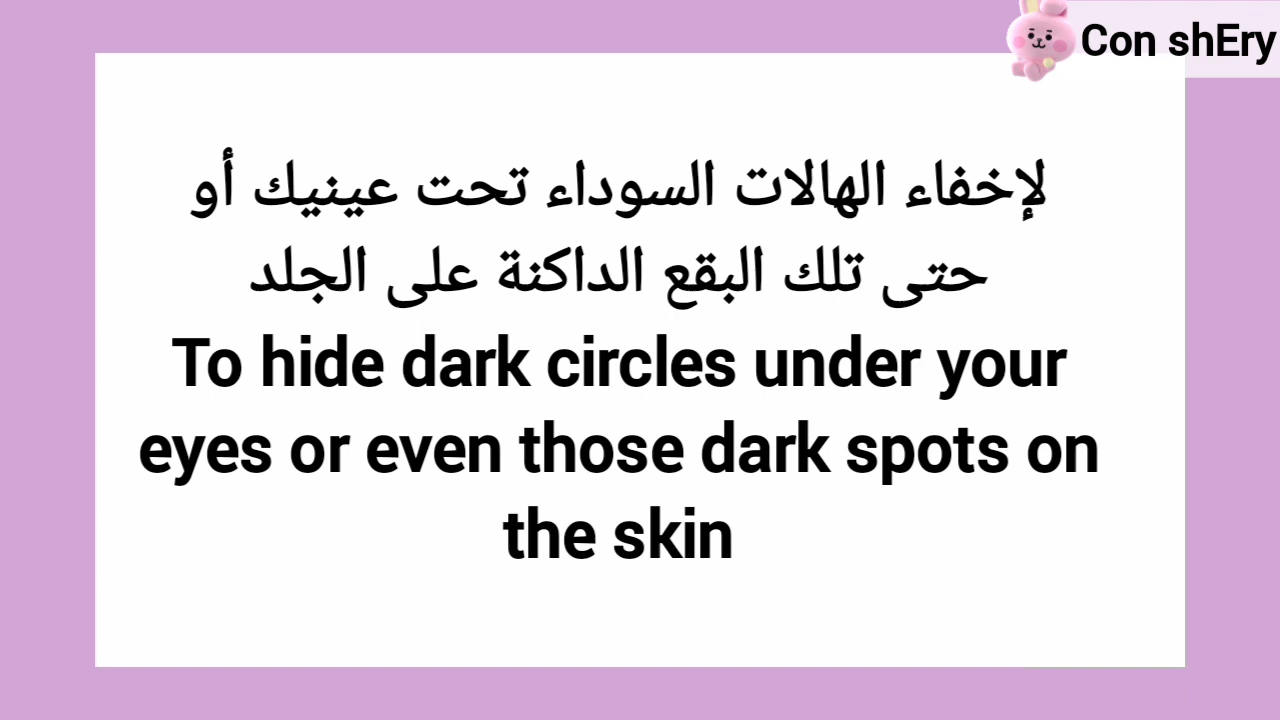 Con shEry
لإخفاء الهالات السوداء تحت عينيك أو
حتى تلك البقع الداكنة على الجلد
To hide dark circles under your
eyes or even those dark spots on
the skin